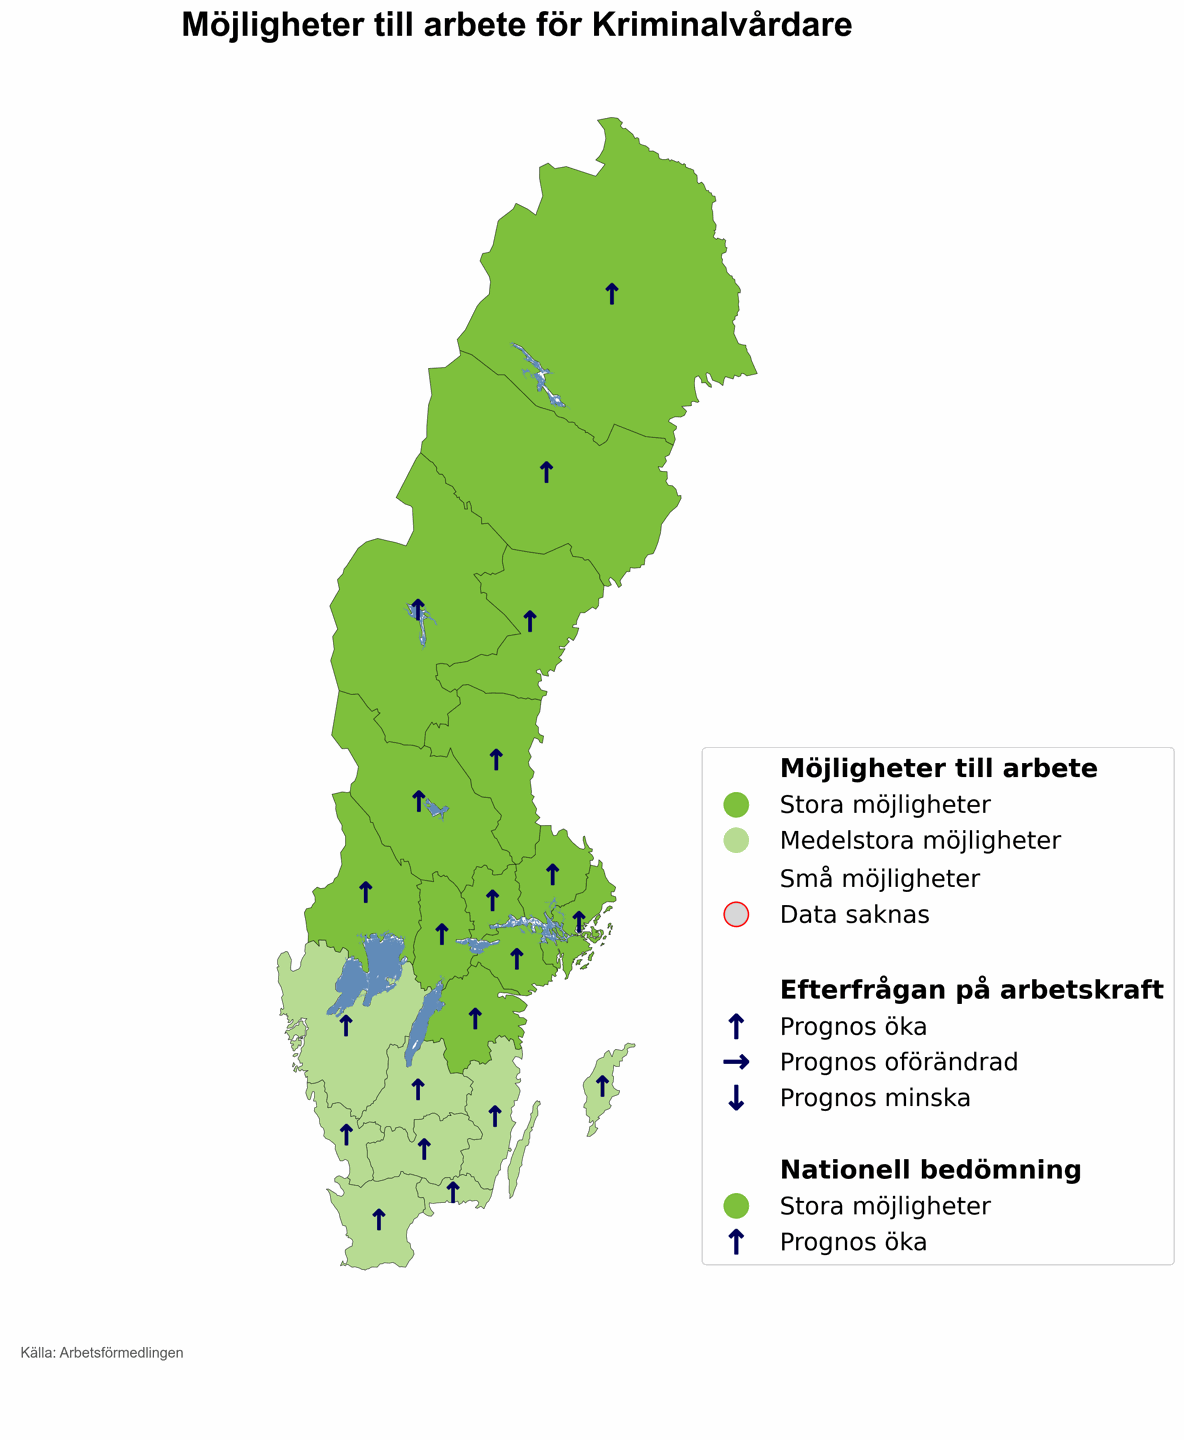 Möjligheter till arbete för Kriminalvårdare
Möjligheter till arbete
Stora möjligheter
Medelstora möjligheter
Små möjligheter
Data saknas
Efterfrågan på arbetskraft
Prognos öka
Prognos oförändrad
Prognos minska
Nationell bedömning
Stora möjligheter
Prognos öka
Källa: Arbetsförmedlingen